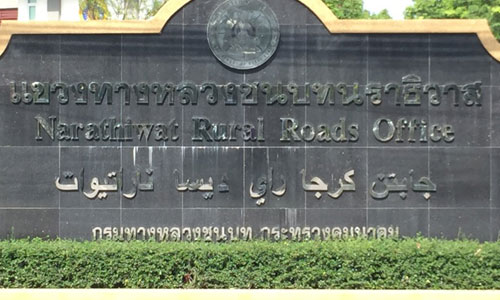 แขวงทางหลวงชนบทนราธิวาส
Narathiwat Rural Roads Office
جابتن كرجا راي ديسا ناراتيوات
กรมทางหลวงชนบท กระทรวงคมนาคม